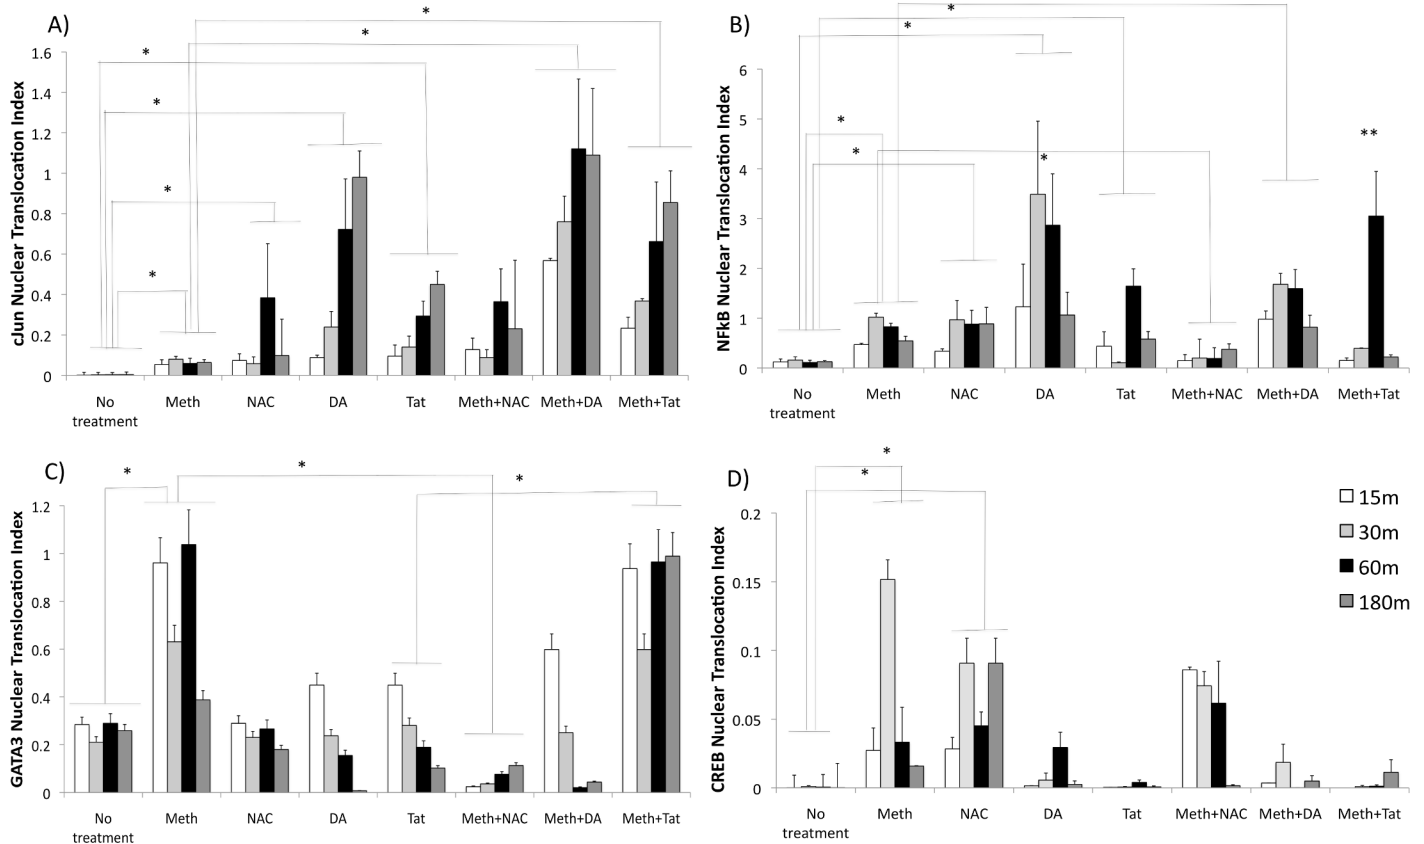 A)
*
*
*
*
*
*
*
cJun Nuclear Translocation Index
1.6
1.4
1.2
1
0.8
0.6
0.4
0.2
0
No treatment
Meth
NAC
DA
Tat
Meth+NAC
Meth+DA
Meth+Tat
B)
*
*
*
*
*
*
**
NFkB Nuclear Translocation Index
6
5
4
3
2
1
0
No treatment
Meth
NAC
DA
Tat
Meth+NAC
Meth+DA
Meth+Tat
C)
*
*
*
GATA3 Nuclear Translocation Index
1.2
1
0.8
0.6
0.4
0.2
0
No treatment
Meth
NAC
DA
Tat
Meth+NAC
Meth+DA
Meth+Tat
D)
*
*
CREB Nuclear Translocation Index
0.2
0.15
0.1
0.05
0
No treatment
Meth
NAC
DA
Tat
Meth+NAC
Meth+DA
Meth+Tat
15m
30m
60m
180m